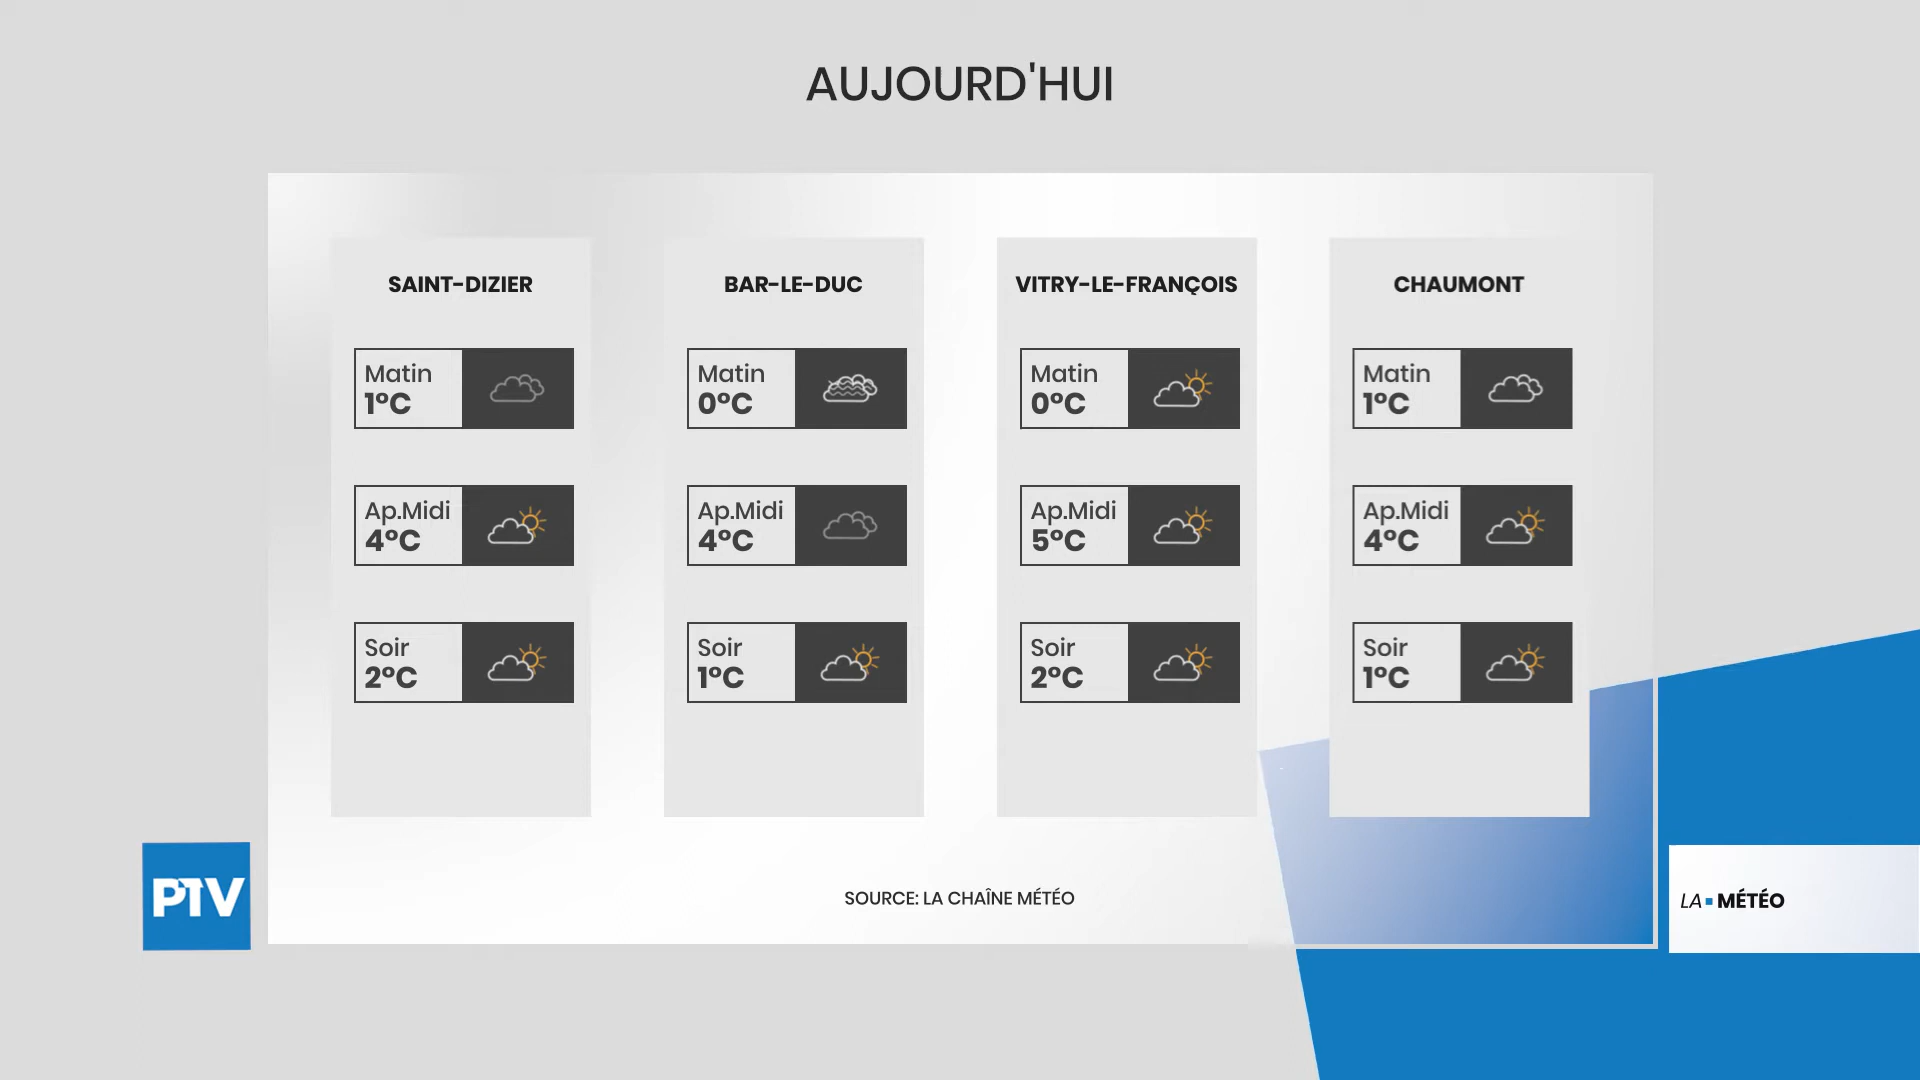 AUJOURD'HUI
SAINT-DIZIER
Matin
1°C
Ap.Midi
4°C
Soir
2°C
BAR-LE-DUC
Matin
0°C
Ap.Midi
4°C
Soir
1°C
VITRY-LE-FRANÇOIS
Matin
0°C
Ap.Midi
5°C
Soir
2°C
CHAUMONT
Matin
1°C
Ap.Midi
4°C
Soir
1°C
SOURCE: LA CHAÎNE MÉTÉO
PTV
LA MÉTÉO